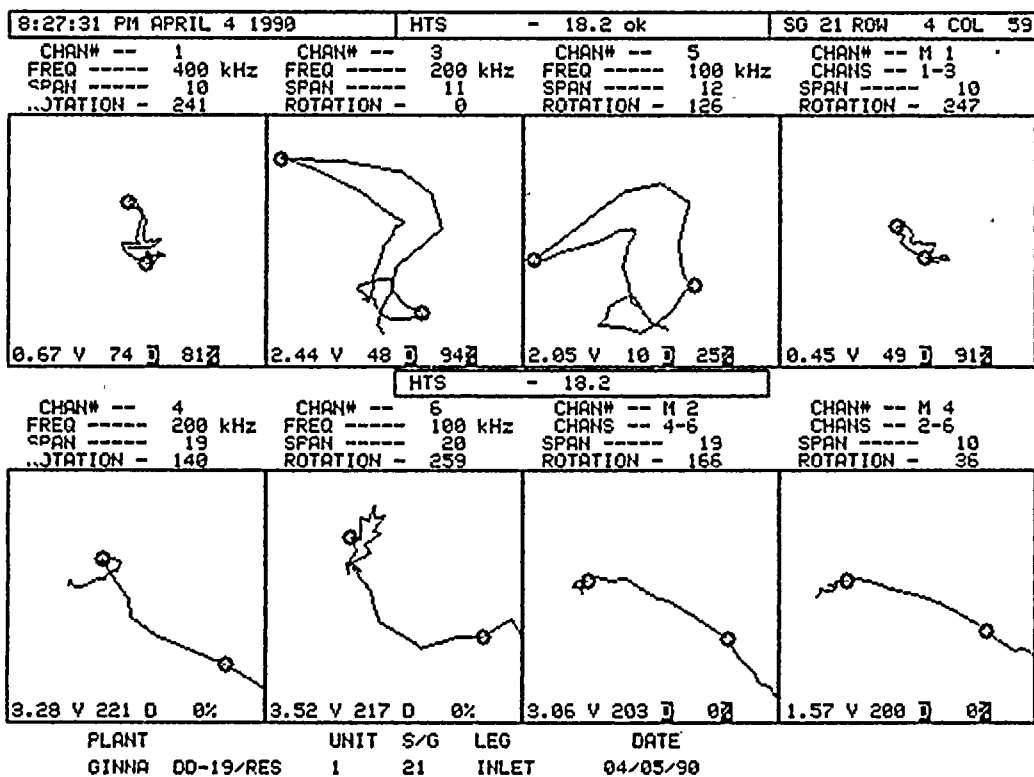 8:27:31 PM APRIL 4 1990 HTS - 18.2 ok SG 21 ROW 4 COL 59
CHAN# -- 1 CHAN# -- 3 CHAN# -- 5 CHAN# -- M 1
FREQ ----- 400 kHz FREQ ----- 200 kHz FREQ ----- 100 kHz CHANS -- 1-3
SPAN ----- 10 SPAN ----- 11 SPAN ----- 12 SPAN ----- 10
ROTATION - 241 ROTATION - 0 ROTATION - 126 ROTATION - 247
0.67 V 74 D 81% 2.44 V 48 D 94% 2.05 V 10 D 25% 0.45 V 49 D 91%
HTS - 18.2
CHAN# -- 4 CHAN# -- 6 CHAN# -- M 2 CHAN# -- M 4
FREQ ----- 200 kHz FREQ ----- 100 kHz CHANS -- 4-6 CHANS -- 2-6
SPAN ----- 19 SPAN ----- 20 SPAN ----- 19 SPAN ----- 10
ROTATION - 140 ROTATION - 259 ROTATION - 166 ROTATION - 36
3.28 V 221 D 0% 3.52 V 217 D 0% 3.06 V 203 D 0% 1.57 V 200 D 0%
PLANT UNIT S/G LEG DATE
GINNA DD-19/RES 1 21 INLET 04/05/90